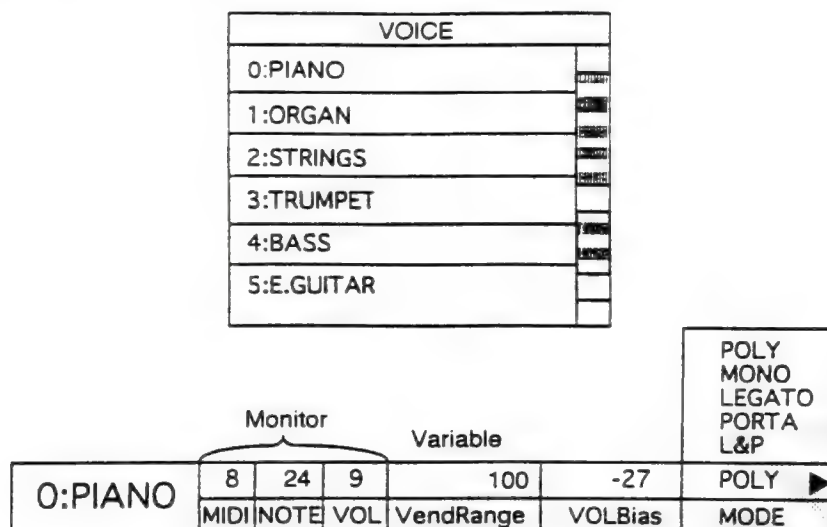 VOICE
0:PIANO
1:ORGAN
2:STRINGS
3:TRUMPET
4:BASS
5:E.GUITAR
POLY
MONO
LEGATO
PORTA
L&P
Monitor
Variable
0:PIANO
8 24 9 100 -27 POLY
MIDI NOTE VOL VendRange VOLBias MODE